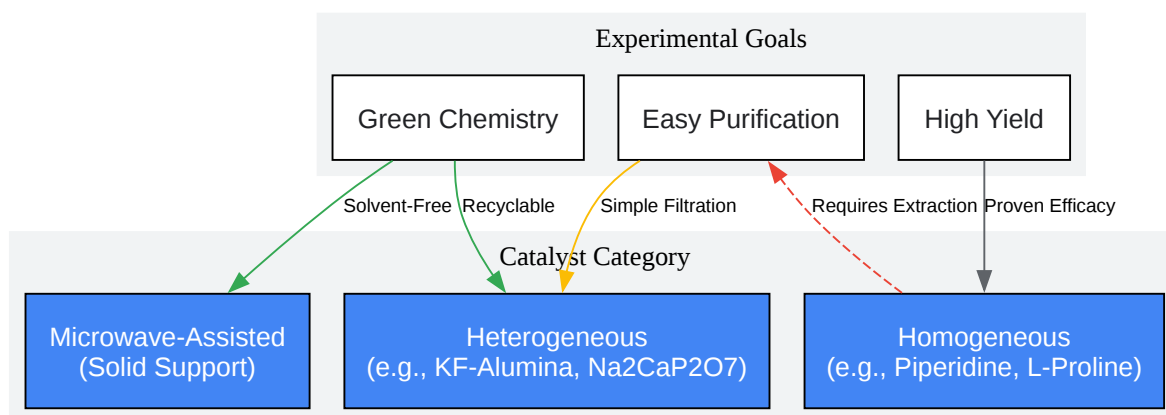 Experimental Goals
Green Chemistry
Easy Purification
High Yield
Solvent-Free
Recyclable
Simple Filtration
Requires Extraction
Proven Efficacy
Catalyst Category
Microwave-Assisted
(Solid Support)
Heterogeneous
(e.g., KF-Alumina, Na2CaP2O7)
Homogeneous
(e.g., Piperidine, L-Proline)